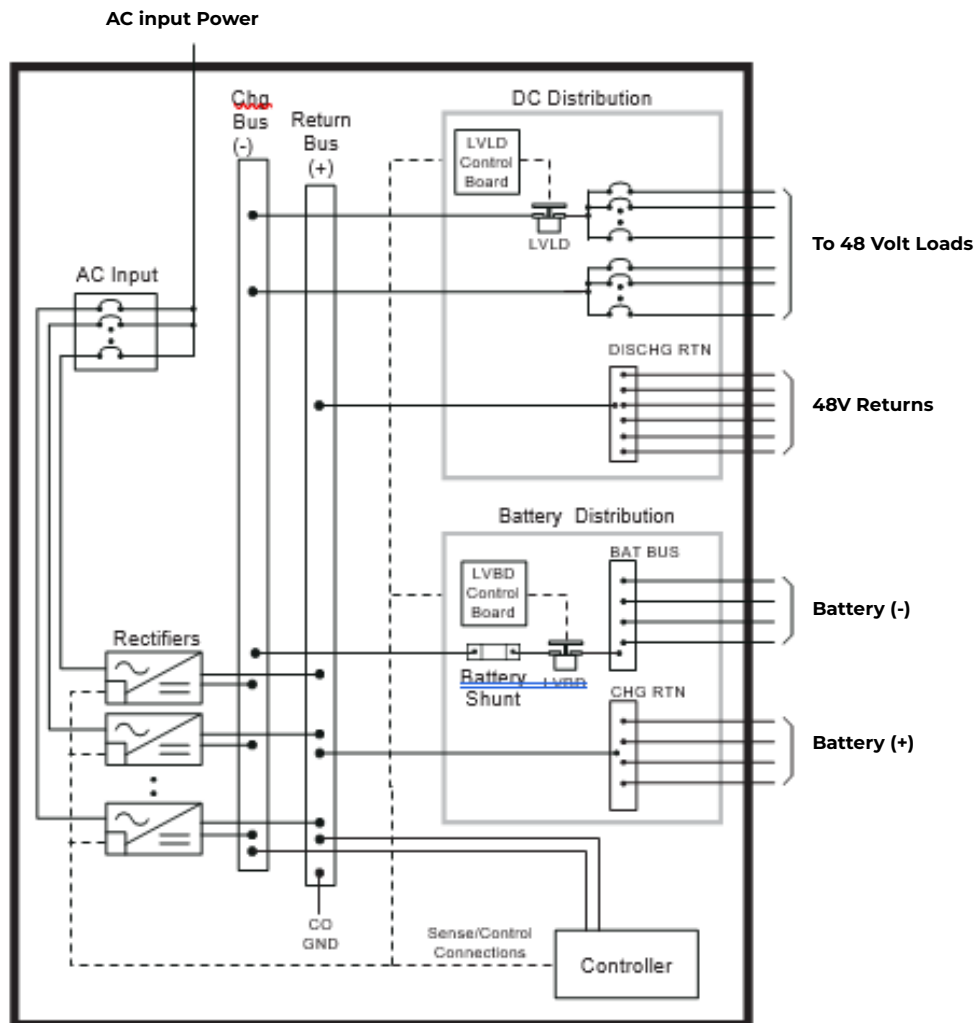 AC input Power
Chg
Bus
(-)
Return
Bus
(+)
DC Distribution
LVLD
Control
Board
LVLD
To 48 Volt Loads
AC Input
DISCHG RTN
48V Returns
Battery Distribution
BAT BUS
LVBD
Control
Board
Battery (-)
Rectifiers
Battery LVBD
Shunt
CHG RTN
Battery (+)
CO
GND
Sense/Control
Connections
Controller